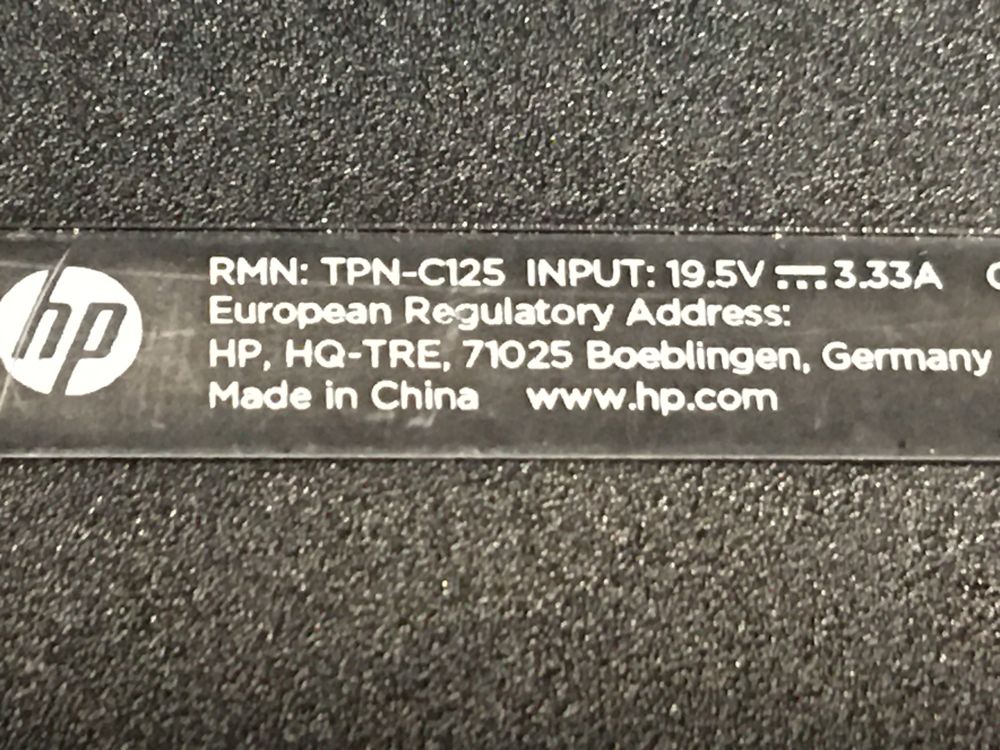 hp
RMN: TPN-C125 INPUT: 19.5V ⎓ 3.33A
European Regulatory Address:
HP, HQ-TRE, 71025 Boeblingen, Germany
Made in China www.hp.com